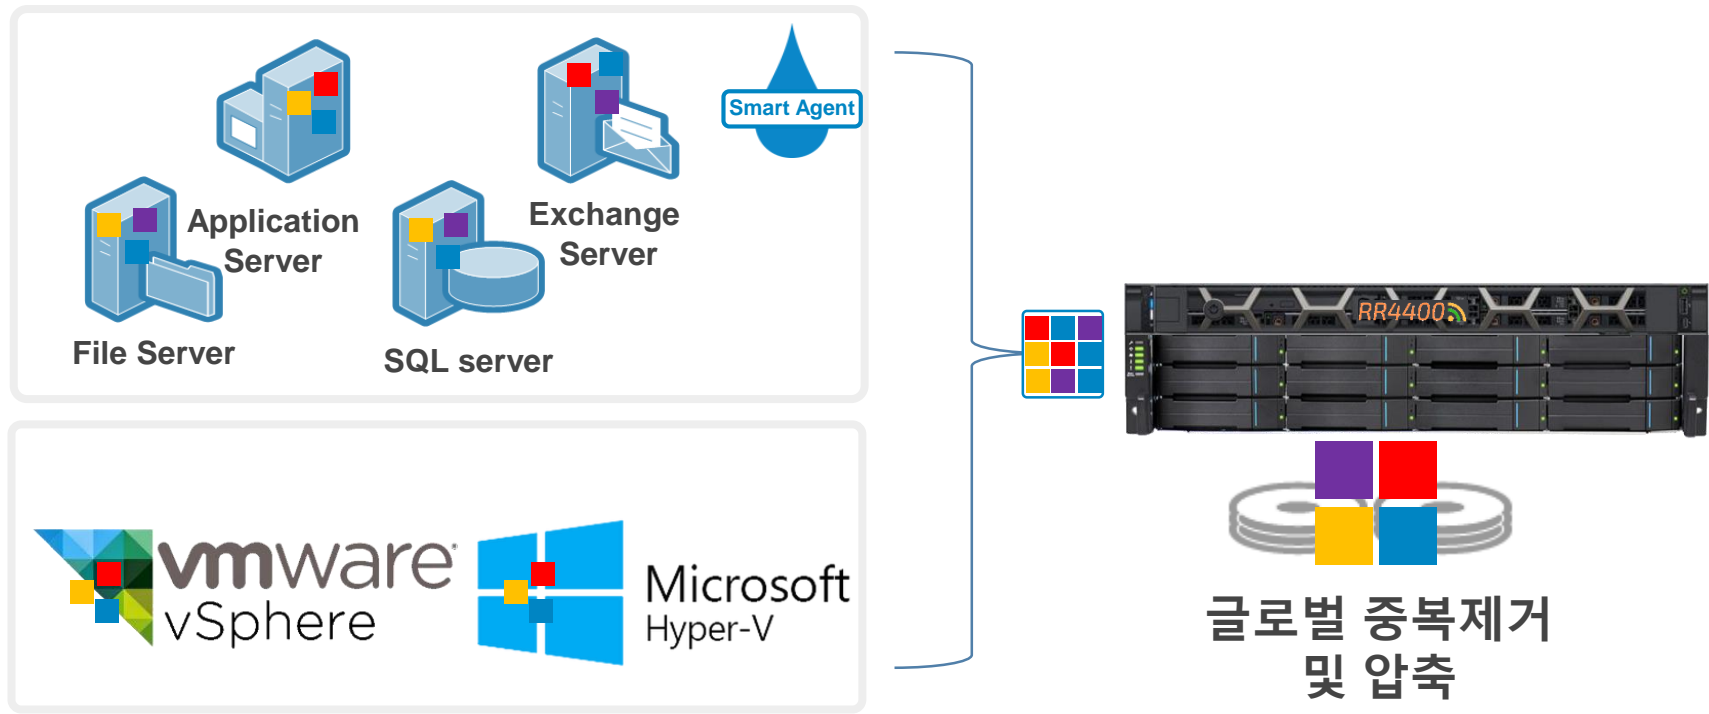 Smart Agent
Application
Server
Exchange
Server
File Server
SQL server
RR4400
vmware
vSphere
Microsoft
Hyper-V
글로벌 중복제거
및 압축